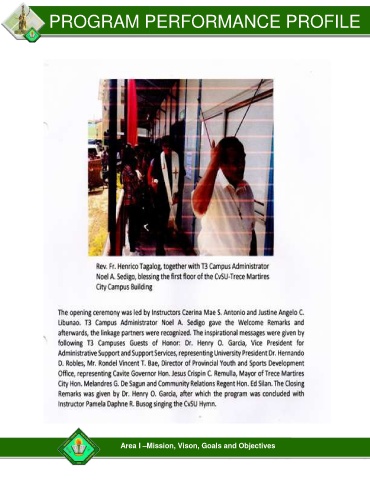 PROGRAM PERFORMANCE PROFILE
Rev. Fr. Henrico Tagalog, together with T3 Campus Administrator
Noel A. Sedigo, blessing the first floor of the CvSU-Trece Martires
City Campus Building
The opening ceremony was led by Instructors Czerina Mae S. Antonio and Justine Angelo C.
Libunao. T3 Campus Administrator Noel A. Sedigo gave the Welcome Remarks and
afterwards, the linkage partners were recognized. The inspirational messages were given by
following T3 Campuses Guests of Honor: Dr. Henry O. Garcia, Vice President for
Administrative Support and Support Services, representing University President Dr. Hernando
D. Robles, Mr. Rondel Vincent T. Bae, Director of Provincial Youth and Sports Development
Office, representing Cavite Governor Hon. Jesus Crispin C. Remulla, Mayor of Trece Martires
City Hon. Melandres G. De Sagun and Community Relations Regent Hon. Ed Silan. The Closing
Remarks was given by Dr. Henry O. Garcia, after which the program was concluded with
Instructor Pamela Daphne R. Busog singing the CvSU Hymn.
Area I –Mission, Vison, Goals and Objectives